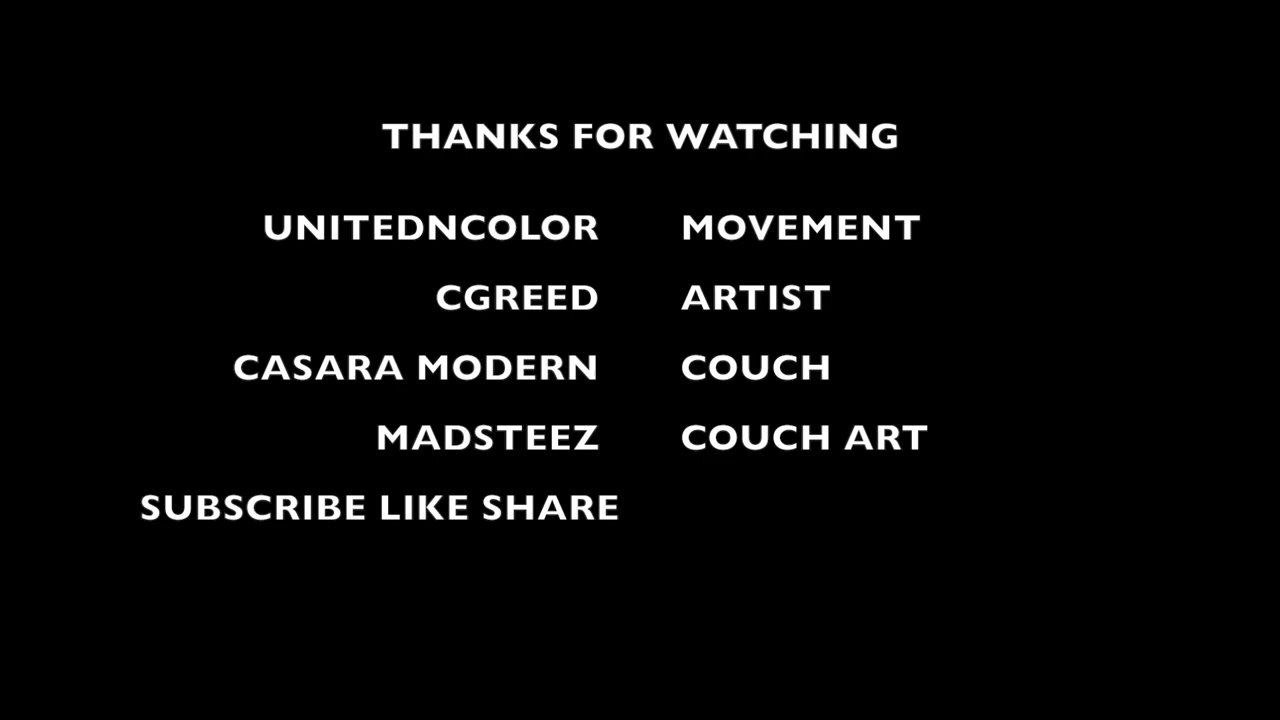 THANKS FOR WATCHING
UNITEDNCOLOR MOVEMENT
CGREED ARTIST
CASARA MODERN COUCH
MADSTEEZ COUCH ART
SUBSCRIBE LIKE SHARE